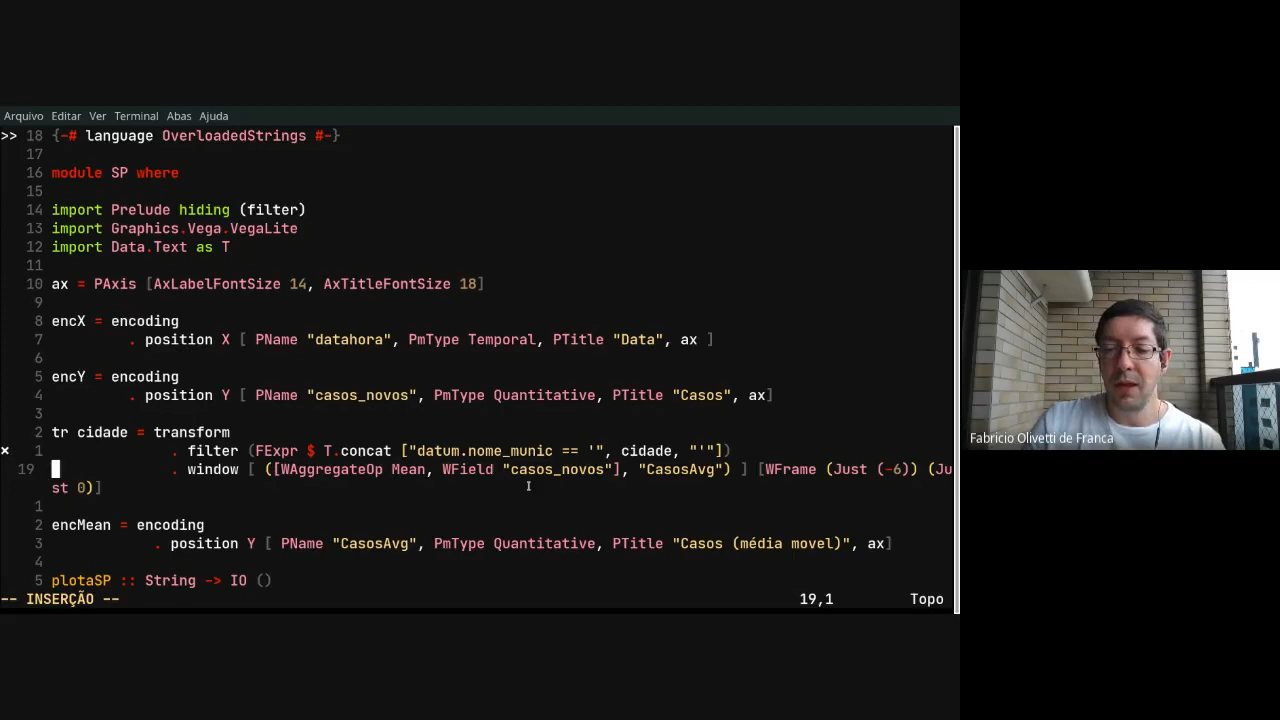 Arquivo Editar Ver Terminal Abas Ajuda
>> 18 {-# language OverloadedStrings #-}
17
16 module SP where
15
14 import Prelude hiding (filter)
13 import Graphics.Vega.VegaLite
12 import Data.Text as T
11
10 ax = PAxis [AxLabelFontSize 14, AxTitleFontSize 18]
9
8 encX = encoding
7 . position X [ PName "datahora", PmType Temporal, PTitle "Data", ax ]
6
5 encY = encoding
4 . position Y [ PName "casos_novos", PmType Quantitative, PTitle "Casos", ax]
3
2 tr cidade = transform
× 1 . filter (FExpr $ T.concat ["datum.nome_munic == '", cidade, "'"])
19 . window [ ([WAggregateOp Mean, WField "casos_novos"], "CasosAvg") ] [WFrame (Just (-6)) (Ju
st 0)]
1
2 encMean = encoding
3 . position Y [ PName "CasosAvg", PmType Quantitative, PTitle "Casos (média movel)", ax]
4
5 plotaSP :: String -> IO ()
-- INSERÇÃO -- 19,1 Topo
Fabricio Olivetti de Franca